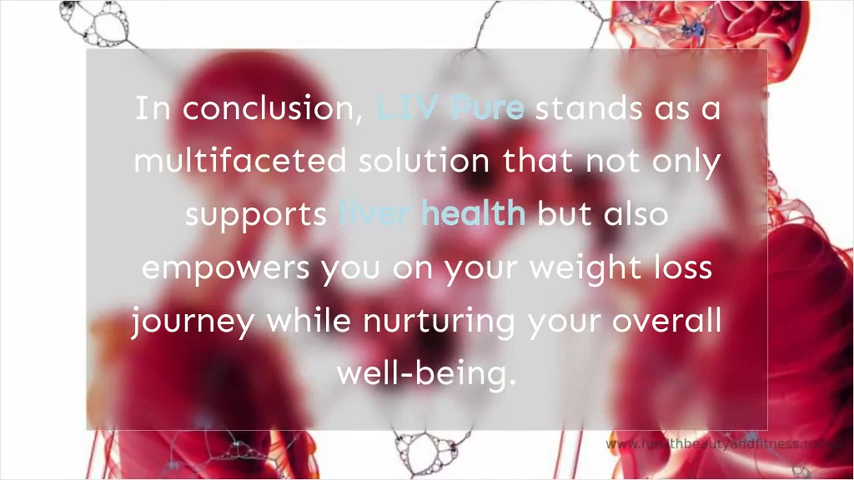 In conclusion, LIV Pure stands as a
multifaceted solution that not only
supports liver health but also
empowers you on your weight loss
journey while nurturing your overall
well-being.